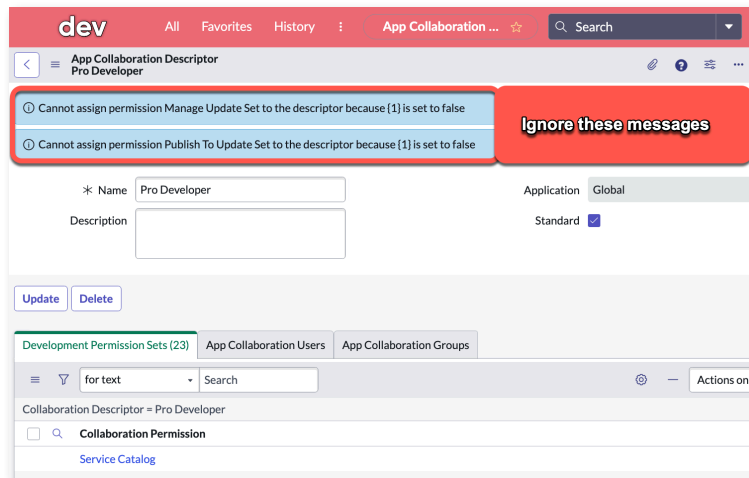 dev All Favorites History App Collaboration ... Search
App Collaboration Descriptor
Pro Developer
Cannot assign permission Manage Update Set to the descriptor because {1} is set to false
Ignore these messages
Cannot assign permission Publish To Update Set to the descriptor because {1} is set to false
Name Pro Developer Application Global
Description Standard
Update Delete
Development Permission Sets (23) App Collaboration Users App Collaboration Groups
for text Search Actions on
Collaboration Descriptor = Pro Developer
Collaboration Permission
Service Catalog